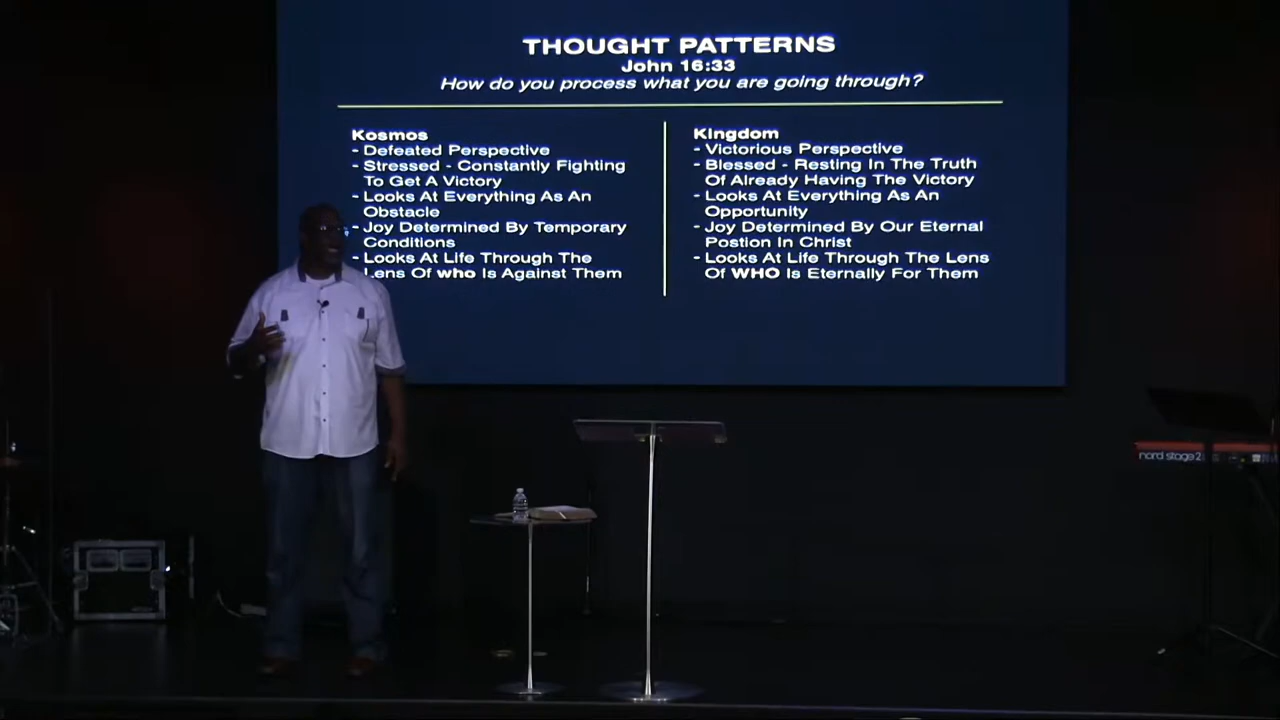 THOUGHT PATTERNS
John 16:33
How do you process what you are going through?
Kosmos
- Defeated Perspective
- Stressed - Constantly Fighting
To Get A Victory
- Looks At Everything As An
Obstacle
- Joy Determined By Temporary
Conditions
- Looks At Life Through The
Lens Of who Is Against Them
Kingdom
- Victorious Perspective
- Blessed - Resting In The Truth
Of Already Having The Victory
- Looks At Everything As An
Opportunity
- Joy Determined By Our Eternal
Postion In Christ
- Looks At Life Through The Lens
Of WHO Is Eternally For Them
nord stage 2